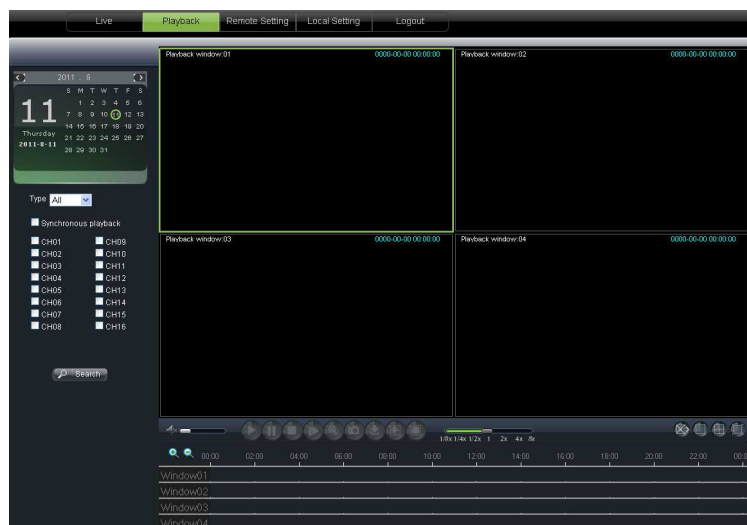 Live Playback Remote Setting Local Setting Logout
Playback window:01 0000-00-00 00:00:00
Playback window:02 0000-00-00 00:00:00
2011 . 8
S M T W T F S
1 2 3 4 5 6
7 8 9 10 11 12 13
14 15 16 17 18 19 20
21 22 23 24 25 26 27
28 29 30 31
11
Thursday
2011-8-11
Type All
Synchronous playback
CH01 CH09
CH02 CH10
CH03 CH11
CH04 CH12
CH05 CH13
CH06 CH14
CH07 CH15
CH08 CH16
Search
Playback window:03 0000-00-00 00:00:00
Playback window:04 0000-00-00 00:00:00
1/8x 1/4x 1/2x 1 2x 4x 8x
00:00 02:00 04:00 06:00 08:00 10:00 12:00 14:00 16:00 18:00 20:00 22:00 00:0
Window01
Window02
Window03
Window04